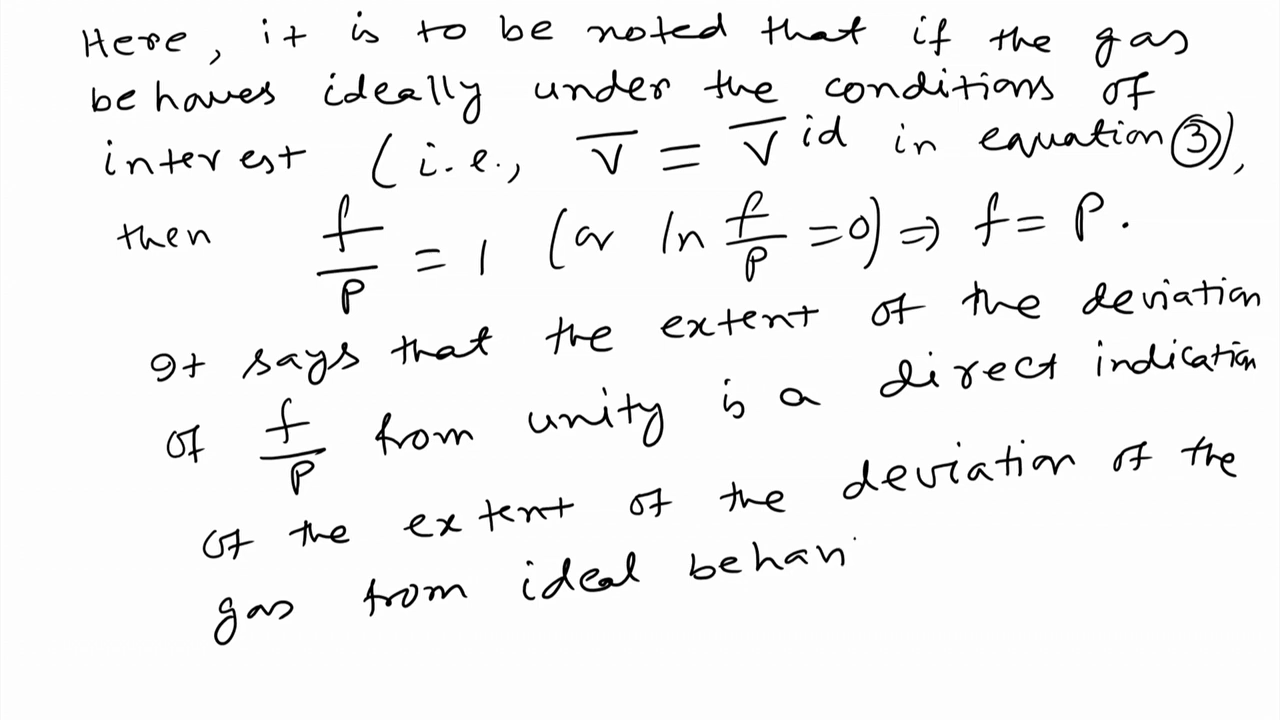 Here, it is to be noted that if the gas
behaves ideally under the conditions of
interest (i.e., V̅ = V̅ id in equation ③),
then f/P = 1 (or ln f/P = 0) ⇒ f = P.
It says that the extent of the deviation
of f/P from unity is a direct indication
of the extent of the deviation of the
gas from ideal behavi